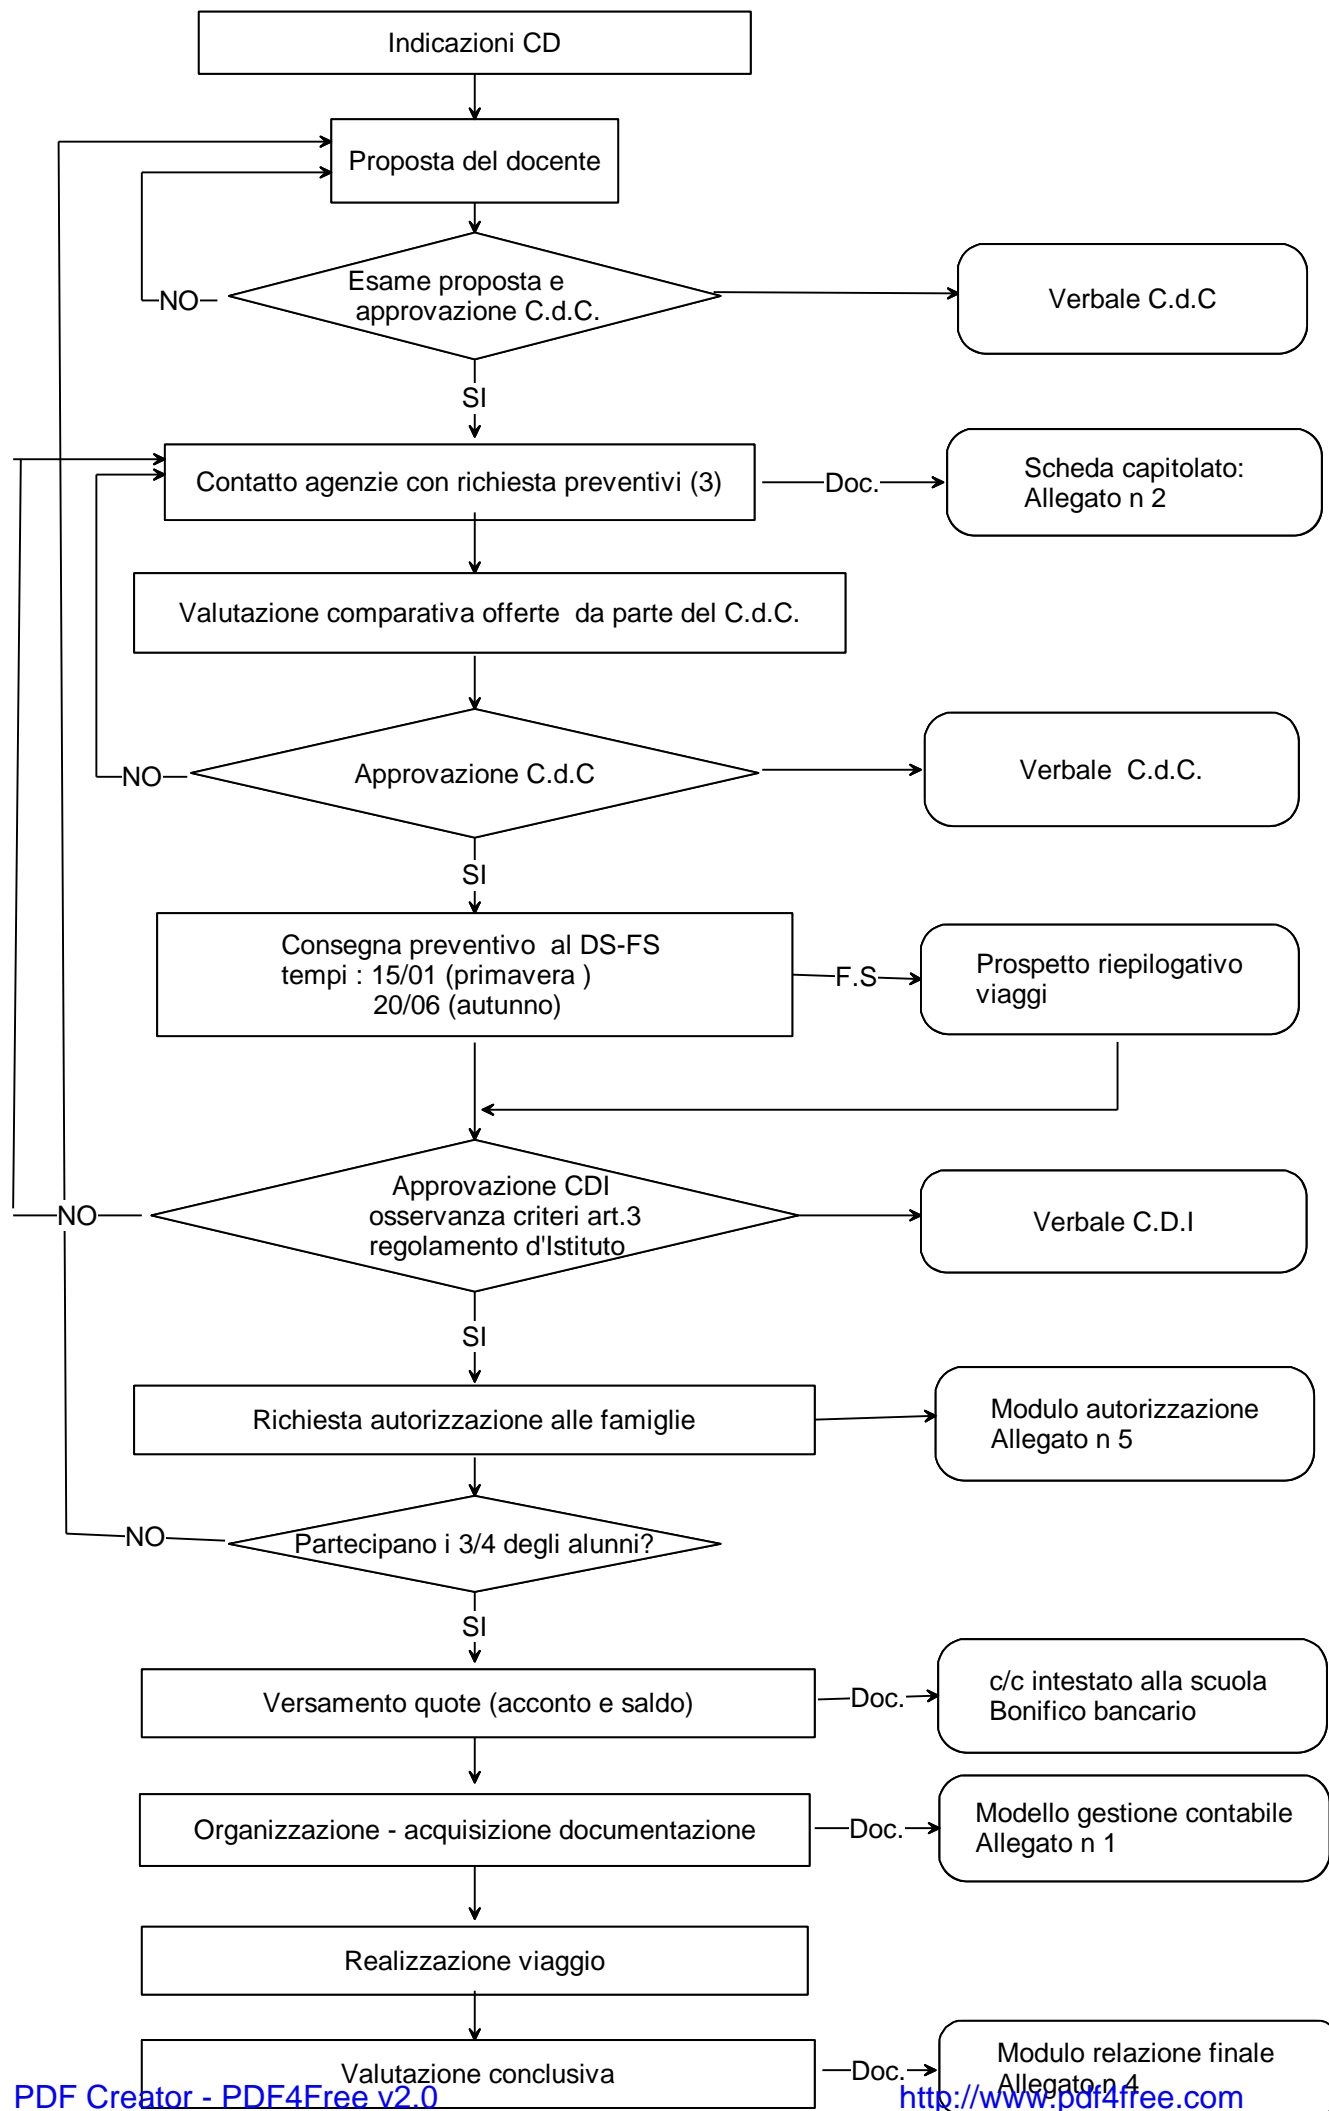 Indicazioni CD
Proposta del docente
Esame proposta e
approvazione C.d.C.
NO
Verbale C.d.C
SI
Contatto agenzie con richiesta preventivi (3)
Doc.
Scheda capitolato:
Allegato n 2
Valutazione comparativa offerte  da parte del C.d.C.
NO
Approvazione C.d.C
Verbale  C.d.C.
SI
Consegna preventivo  al DS-FS
tempi : 15/01 (primavera )
20/06 (autunno)
F.S
Prospetto riepilogativo
viaggi
NO
Approvazione CDI
osservanza criteri art.3
regolamento d'Istituto
Verbale C.D.I
SI
Richiesta autorizzazione alle famiglie
Modulo autorizzazione
Allegato n 5
NO
Partecipano i 3/4 degli alunni?
SI
Versamento quote (acconto e saldo)
Doc.
c/c intestato alla scuola
Bonifico bancario
Organizzazione - acquisizione documentazione
Doc.
Modello gestione contabile
Allegato n 1
Realizzazione viaggio
Valutazione conclusiva
Doc.
Modulo relazione finale
Allegato n 4
PDF Creator - PDF4Free v2.0
http://www.pdf4free.com